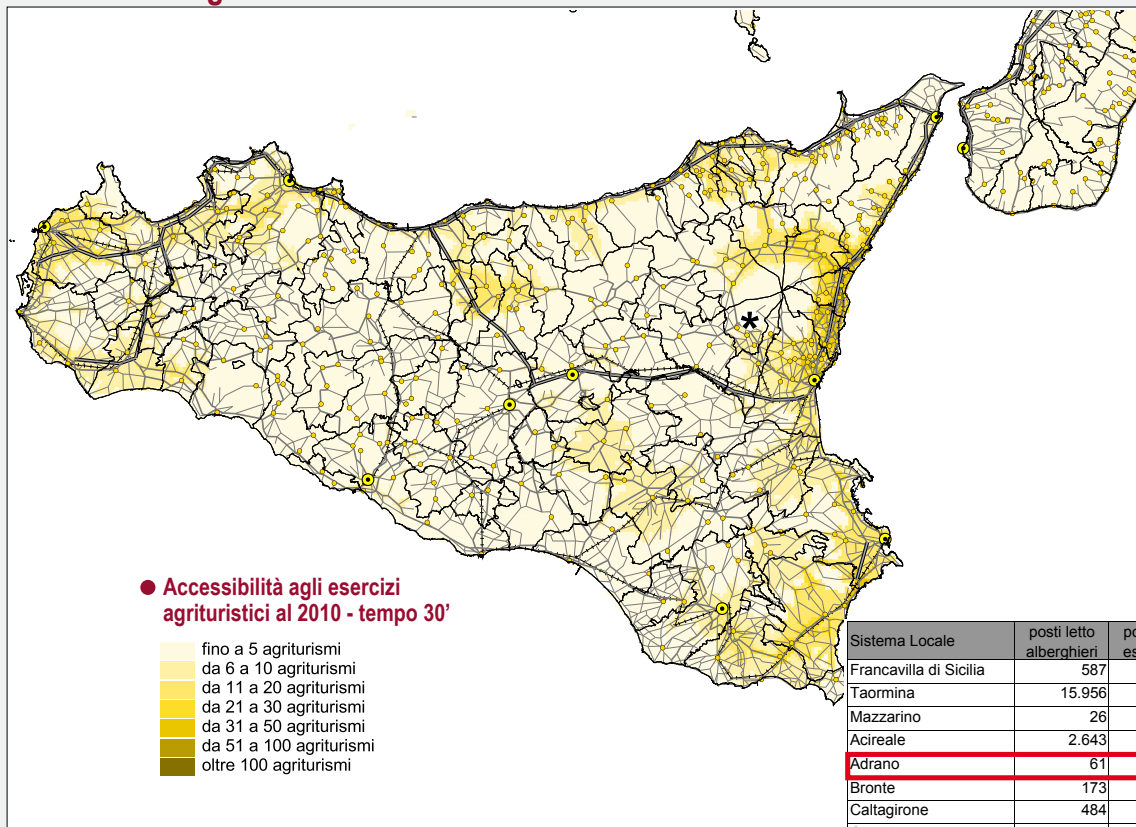 *
● Accessibilità agli esercizi
agrituristici al 2010 - tempo 30’
fino a 5 agriturismi
da 6 a 10 agriturismi
da 11 a 20 agriturismi
da 21 a 30 agriturismi
da 31 a 50 agriturismi
da 51 a 100 agriturismi
oltre 100 agriturismi
Sistema Locale posti letto alberghieri
Francavilla di Sicilia 587
Taormina 15.956
Mazzarino 26
Acireale 2.643
Adrano 61
Bronte 173
Caltagirone 484